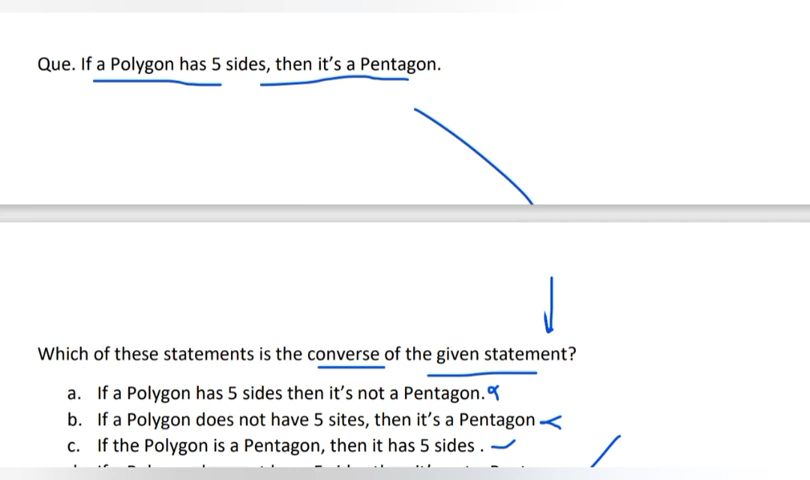 Que. If a Polygon has 5 sides, then it's a Pentagon.
Which of these statements is the converse of the given statement?
a. If a Polygon has 5 sides then it's not a Pentagon.
b. If a Polygon does not have 5 sites, then it's a Pentagon
c. If the Polygon is a Pentagon, then it has 5 sides .